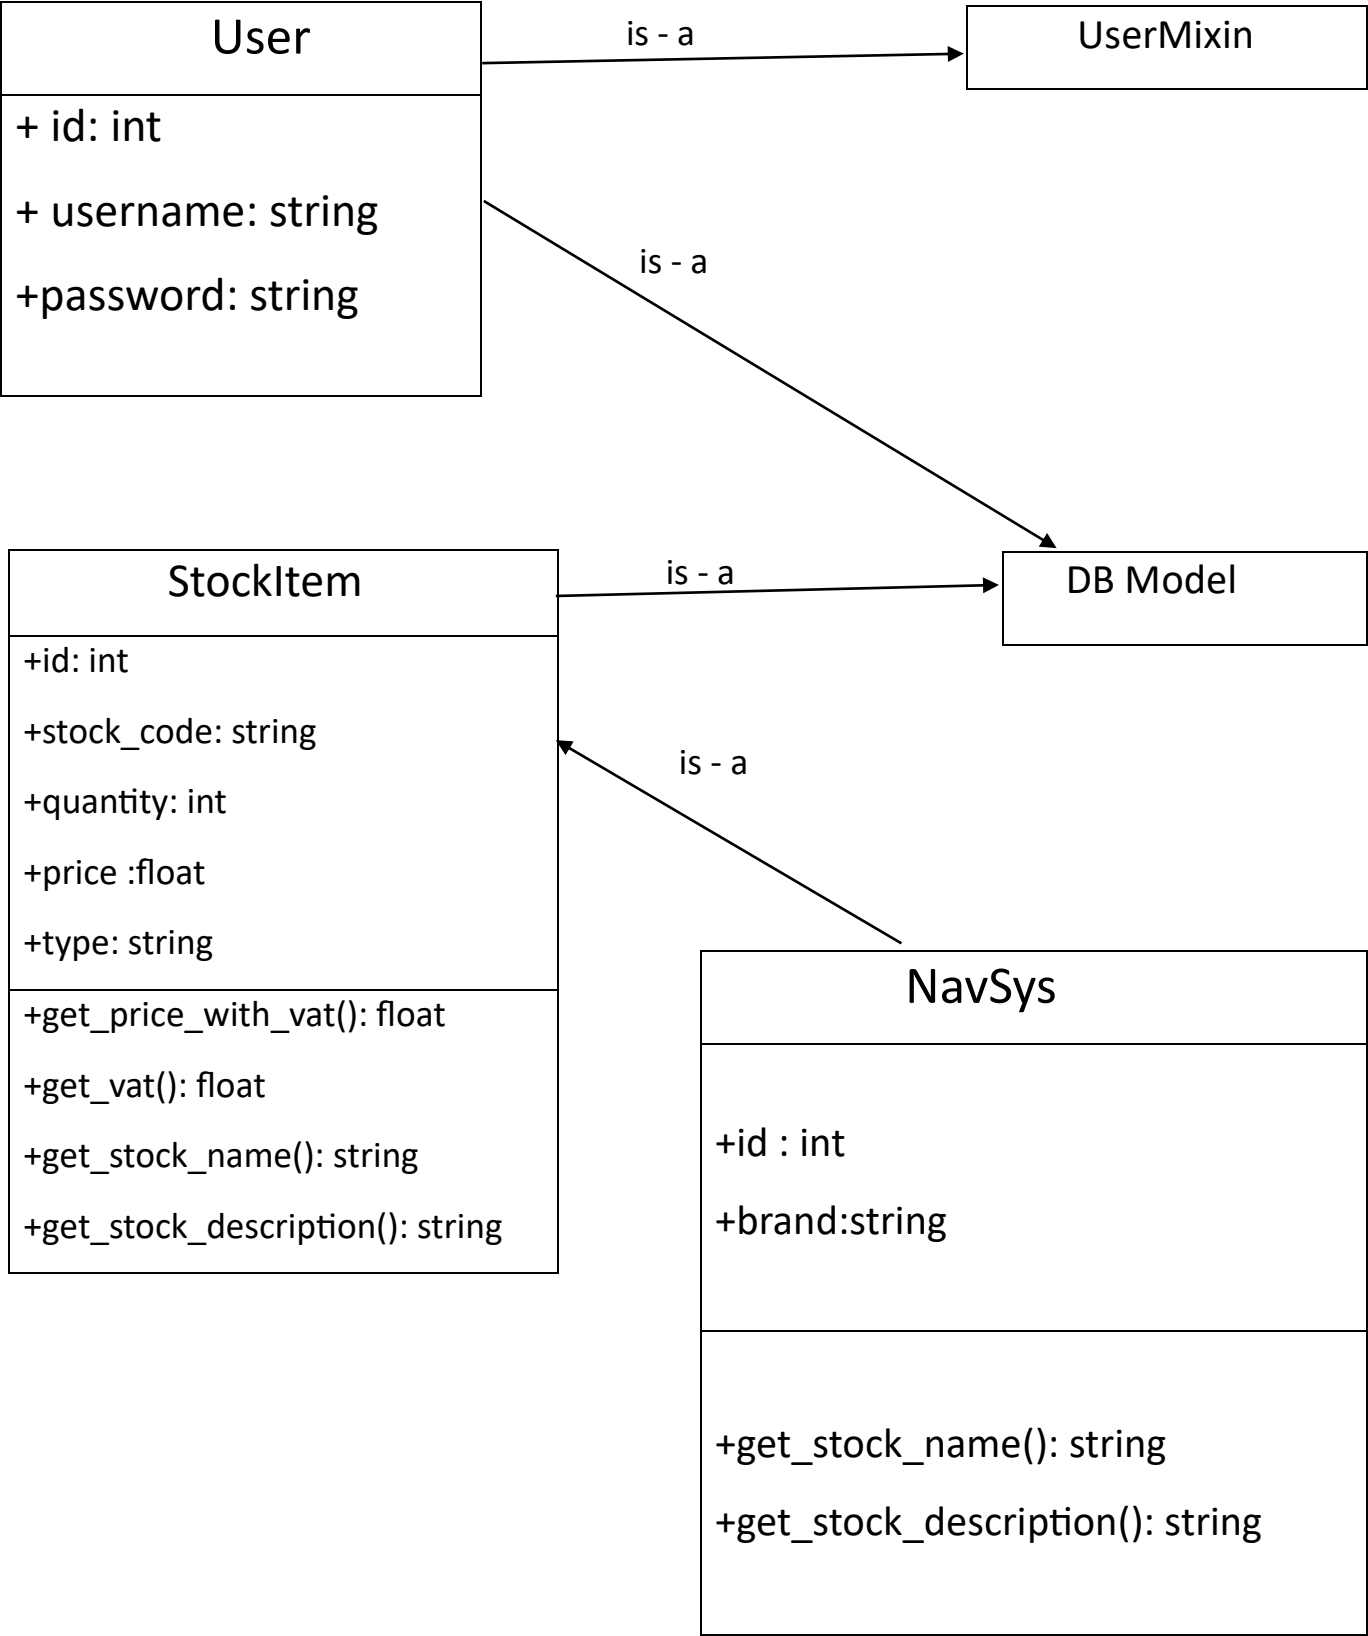 User
is - a
UserMixin
+ id: int
+ username: string
+password: string
is - a
StockItem
is - a
DB Model
+id: int
+stock_code: string
+quantity: int
+price :float
+type: string
is - a
+get_price_with_vat(): float
+get_vat(): float
+get_stock_name(): string
+get_stock_description(): string
NavSys
+id : int
+brand:string
+get_stock_name(): string
+get_stock_description(): string